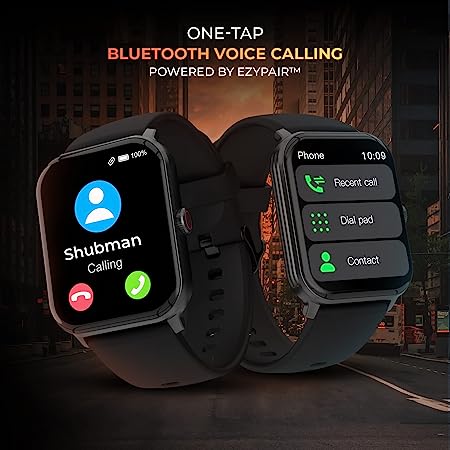 ONE-TAP
BLUETOOTH VOICE CALLING
POWERED BY EZYPAIR™
100%
Shubman
Calling
Phone 10:09
Recent call
Dial pad
Contact